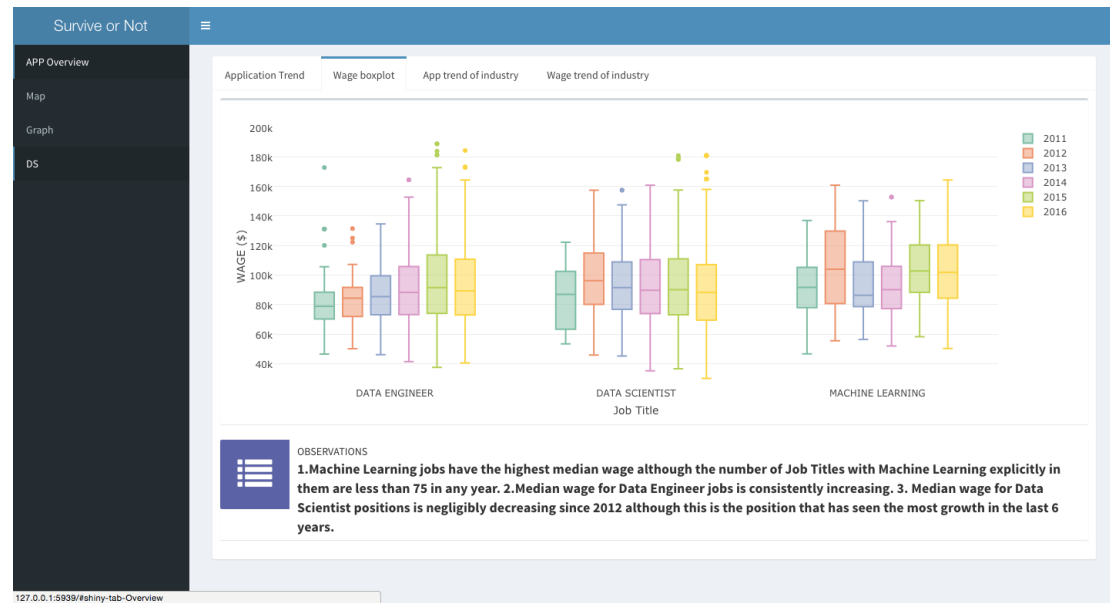 Survive or Not
APP Overview
Map
Graph
DS
Application Trend
Wage boxplot
App trend of industry
Wage trend of industry
200k
180k
160k
140k
120k
100k
80k
60k
40k
WAGE ($)
DATA ENGINEER
DATA SCIENTIST
MACHINE LEARNING
Job Title
2011
2012
2013
2014
2015
2016
OBSERVATIONS
1.Machine Learning jobs have the highest median wage although the number of Job Titles with Machine Learning explicitly in
them are less than 75 in any year. 2.Median wage for Data Engineer jobs is consistently increasing. 3. Median wage for Data
Scientist positions is negligibly decreasing since 2012 although this is the position that has seen the most growth in the last 6
years.
127.0.0.1:5939/#shiny-tab-Overview